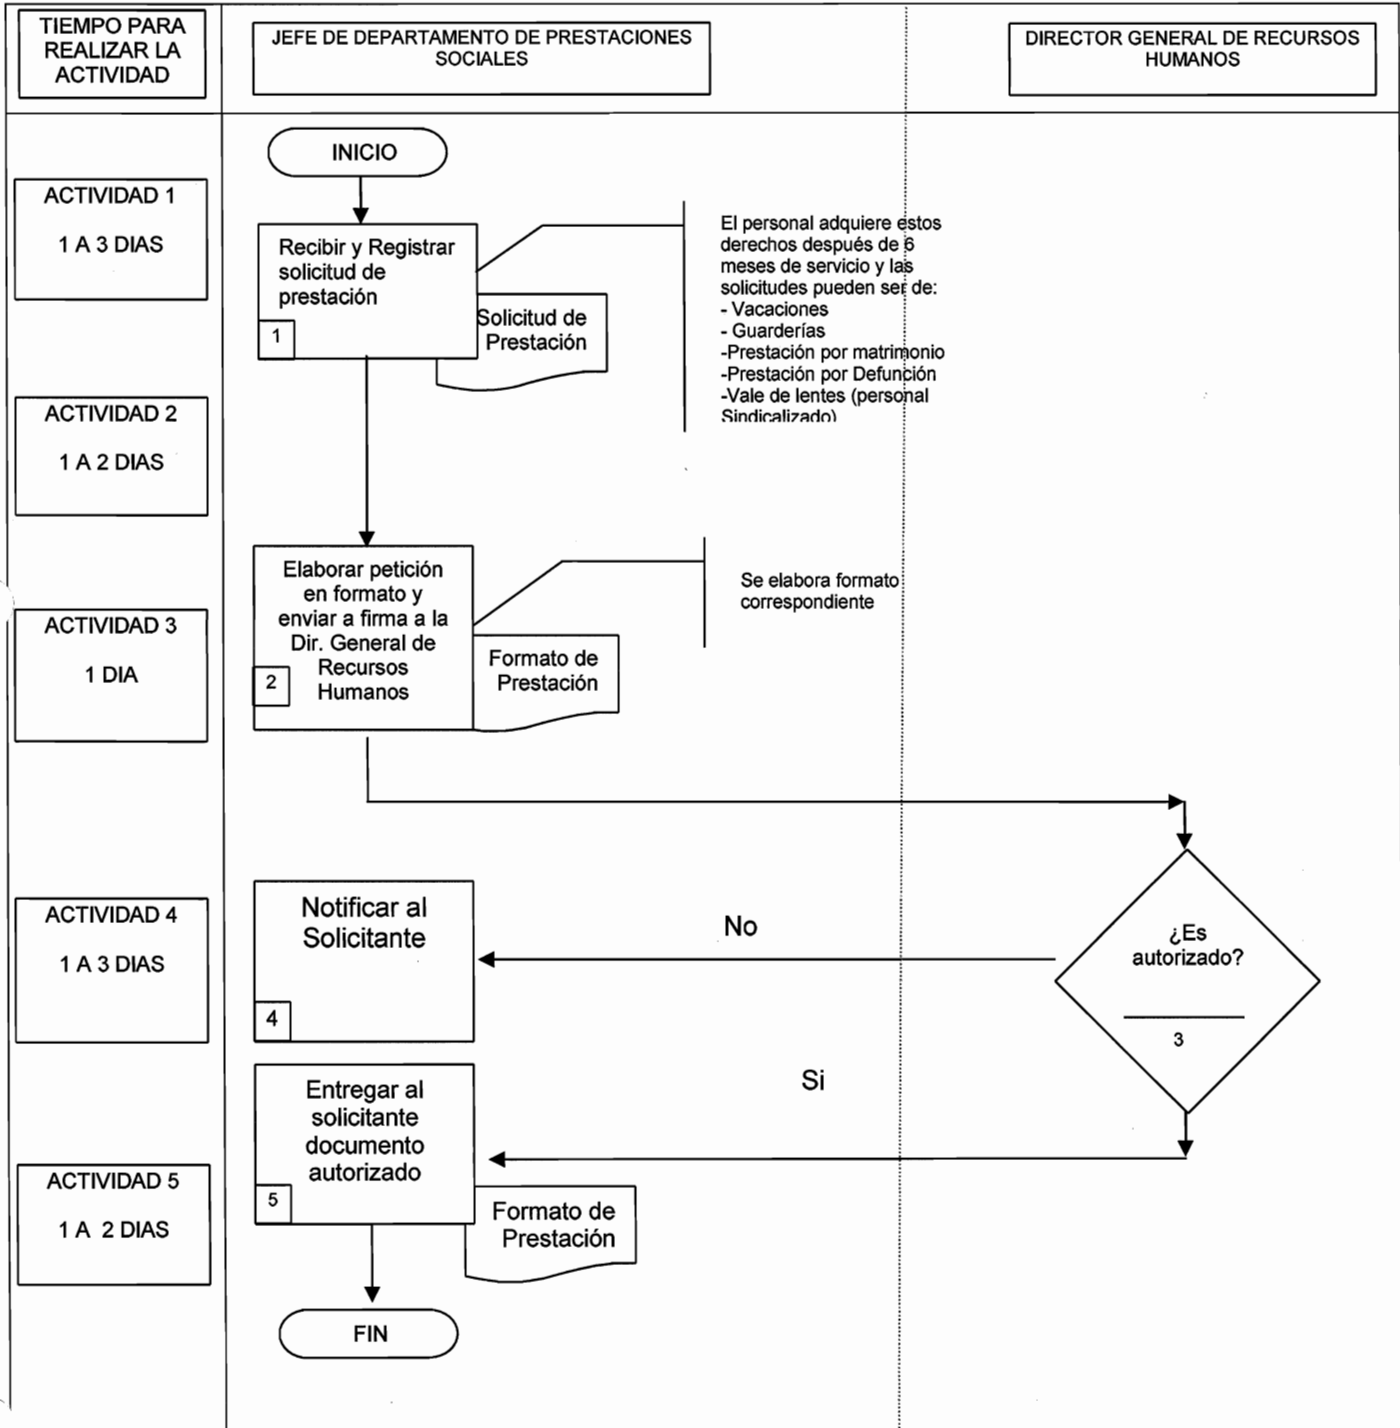 TIEMPO PARA
REALIZAR LA
ACTIVIDAD
JEFE DE DEPARTAMENTO DE PRESTACIONES
SOCIALES
DIRECTOR GENERAL DE RECURSOS
HUMANOS
INICIO
ACTIVIDAD 1
1 A 3 DIAS
Recibir y Registrar
solicitud de
prestación
1
Solicitud de
Prestación
El personal adquiere estos
derechos después de 6
meses de servicio y las
solicitudes pueden ser de:
- Vacaciones
- Guarderías
-Prestación por matrimonio
-Prestación por Defunción
-Vale de lentes (personal
Sindicalizado)
ACTIVIDAD 2
1 A 2 DIAS
Elaborar petición
en formato y
enviar a firma a la
Dir. General de
Recursos
Humanos
2
Formato de
Prestación
Se elabora formato
correspondiente
ACTIVIDAD 3
1 DIA
ACTIVIDAD 4
1 A 3 DIAS
Notificar al
Solicitante
4
No
¿Es
autorizado?
3
Si
Entregar al
solicitante
documento
autorizado
5
Formato de
Prestación
ACTIVIDAD 5
1 A 2 DIAS
FIN